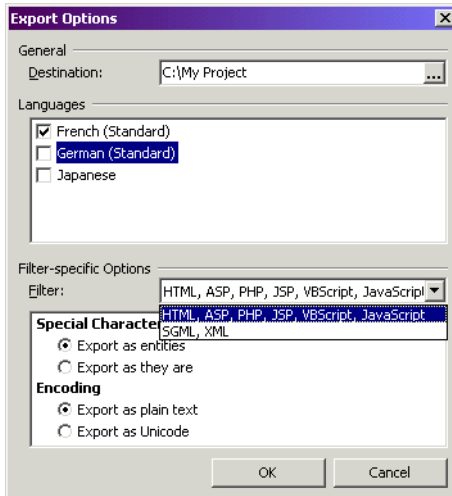 Export Options
General
Destination: C:\My Project ...
Languages
French (Standard)
German (Standard)
Japanese
Filter-specific Options
Filter: HTML, ASP, PHP, JSP, VBScript, JavaScript
HTML, ASP, PHP, JSP, VBScript, JavaScript
SGML, XML
Special Character
Export as entities
Export as they are
Encoding
Export as plain text
Export as Unicode
OK Cancel